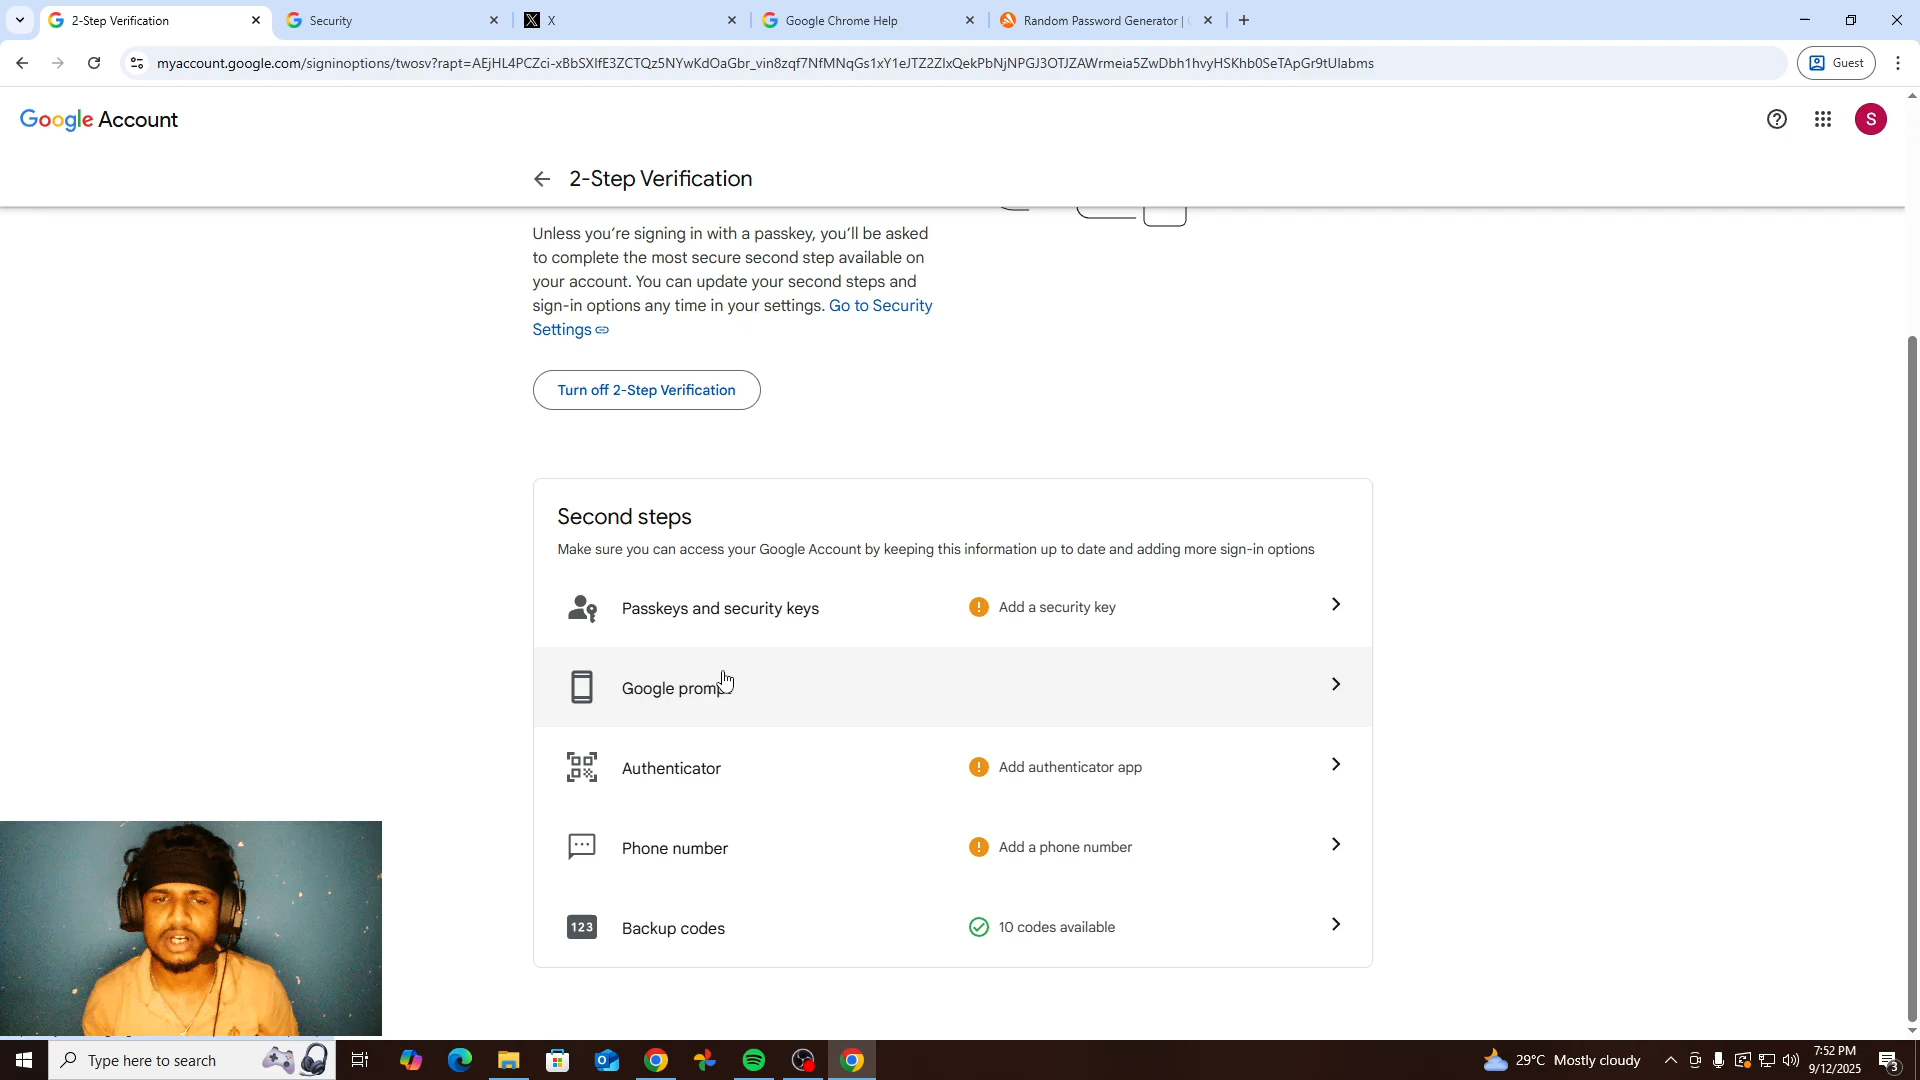 2-Step Verification
Security
X
Google Chrome Help
Random Password Generator |
myaccount.google.com/signinoptions/twosv?rapt=AEjHL4PCZci-xBbSXIfE3ZCTQz5NYwKdOaGbr_vin8zqf7NfMNqGs1xY1eJTZ2ZIxQekPbNjNPGJ3OTJZAWrmeia5ZwDbh1hvyHSKhb0SeTApGr9tUIabms
Guest
Google Account
S
2-Step Verification
Unless you're signing in with a passkey, you'll be asked
to complete the most secure second step available on
your account. You can update your second steps and
sign-in options any time in your settings. Go to Security
Settings
Turn off 2-Step Verification
Second steps
Make sure you can access your Google Account by keeping this information up to date and adding more sign-in options
Passkeys and security keys
Add a security key
Google prompt
Authenticator
Add authenticator app
Phone number
Add a phone number
123
Backup codes
10 codes available
Type here to search
29°C Mostly cloudy
7:52 PM
9/12/2025
3